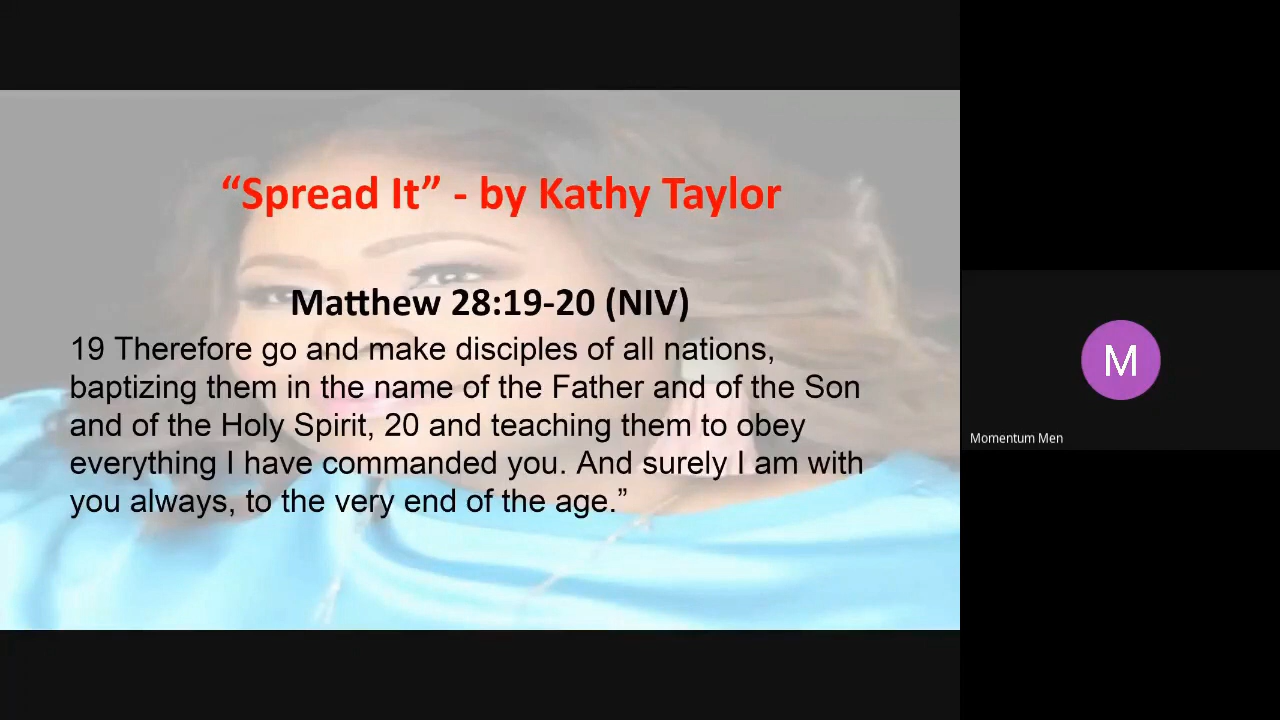 “Spread It” - by Kathy Taylor
Matthew 28:19-20 (NIV)
19 Therefore go and make disciples of all nations,
baptizing them in the name of the Father and of the Son
and of the Holy Spirit, 20 and teaching them to obey
everything I have commanded you. And surely I am with
you always, to the very end of the age.”
M
Momentum Men